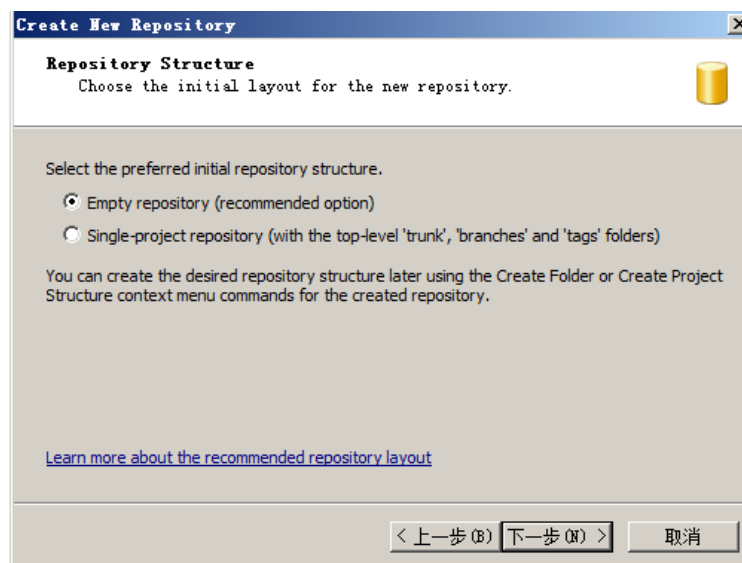 Create New Repository
Repository Structure
Choose the initial layout for the new repository.
Select the preferred initial repository structure.
Empty repository (recommended option)
Single-project repository (with the top-level 'trunk', 'branches' and 'tags' folders)
You can create the desired repository structure later using the Create Folder or Create Project
Structure context menu commands for the created repository.
Learn more about the recommended repository layout
< 上一步(B) 下一步(N) > 取消